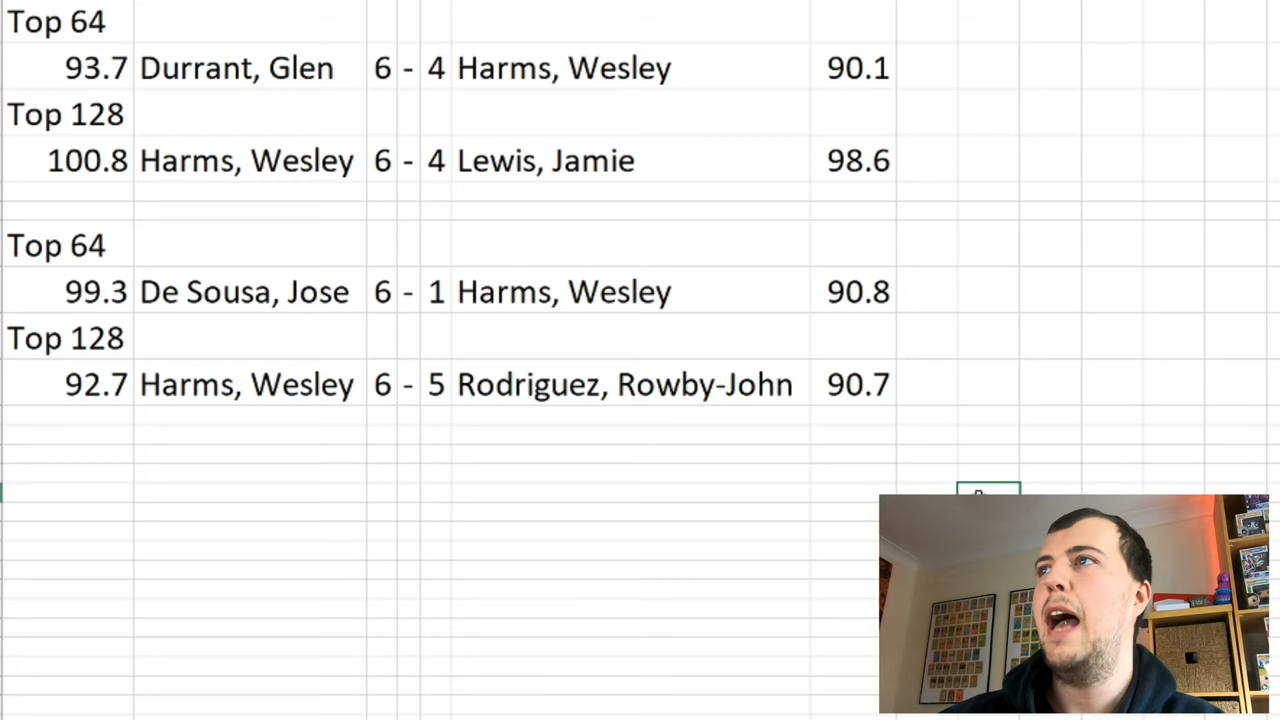 Top 64
93.7 Durrant, Glen 6 - 4 Harms, Wesley 90.1
Top 128
100.8 Harms, Wesley 6 - 4 Lewis, Jamie 98.6
Top 64
99.3 De Sousa, Jose 6 - 1 Harms, Wesley 90.8
Top 128
92.7 Harms, Wesley 6 - 5 Rodriguez, Rowby-John 90.7